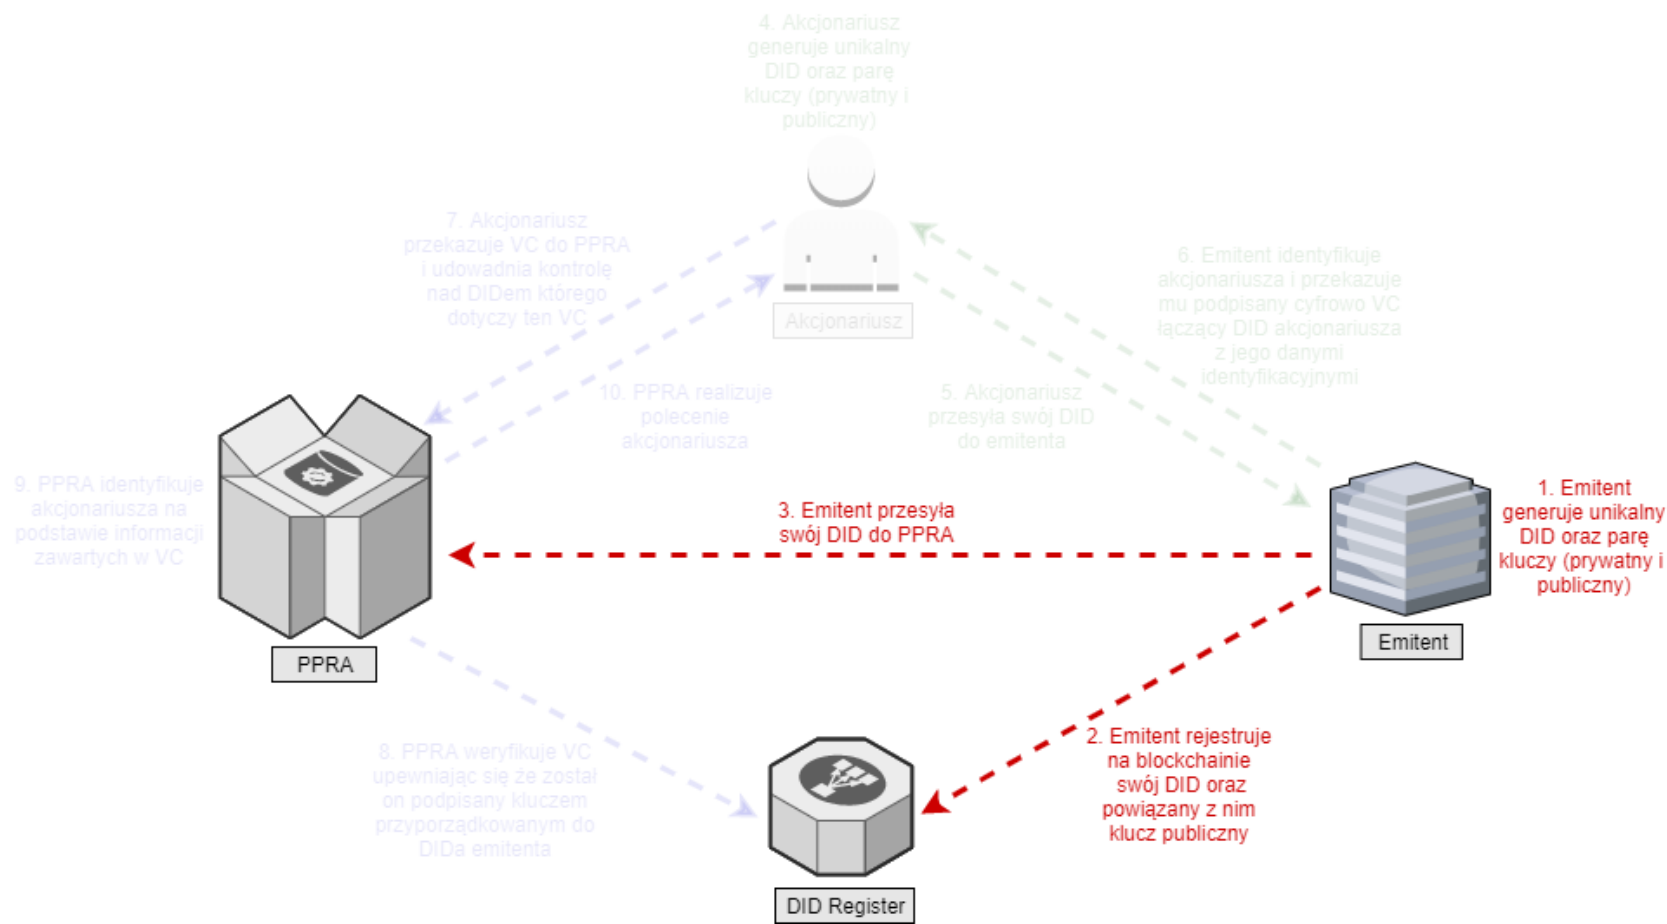 4. Akcjonariusz
generuje unikalny
DID oraz parę
kluczy (prywatny i
publiczny)
7. Akcjonariusz
przekazuje VC do PPRA
i udowadnia kontrolę
nad DIDem którego
dotyczy ten VC
6. Emitent identyfikuje
akcjonariusza i przekazuje
mu podpisany cyfrowo VC
łączący DID akcjonariusza
z jego danymi
identyfikacyjnymi
Akcjonariusz
10. PPRA realizuje
polecenie
akcjonariusza
5. Akcjonariusz
przesyła swój DID
do emitenta
9. PPRA identyfikuje
akcjonariusza na
podstawie informacji
zawartych w VC
3. Emitent przesyła
swój DID do PPRA
1. Emitent
generuje unikalny
DID oraz parę
kluczy (prywatny i
publiczny)
PPRA
Emitent
8. PPRA weryfikuje VC
upewniając się że został
on podpisany kluczem
przyporządkowanym do
DIDa emitenta
2. Emitent rejestruje
na blockchainie
swój DID oraz
powiązany z nim
klucz publiczny
DID Register